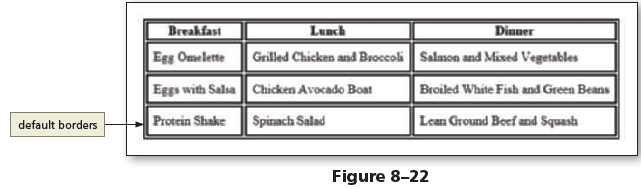 Breakfast Lunch Dinner
Egg Omelette Grilled Chicken and Broccoli Salmon and Mixed Vegetables
Eggs with Salsa Chicken Avocado Boat Broiled White Fish and Green Beans
default borders Protein Shake Spinach Salad Lean Ground Beef and Squash
Figure 8–22